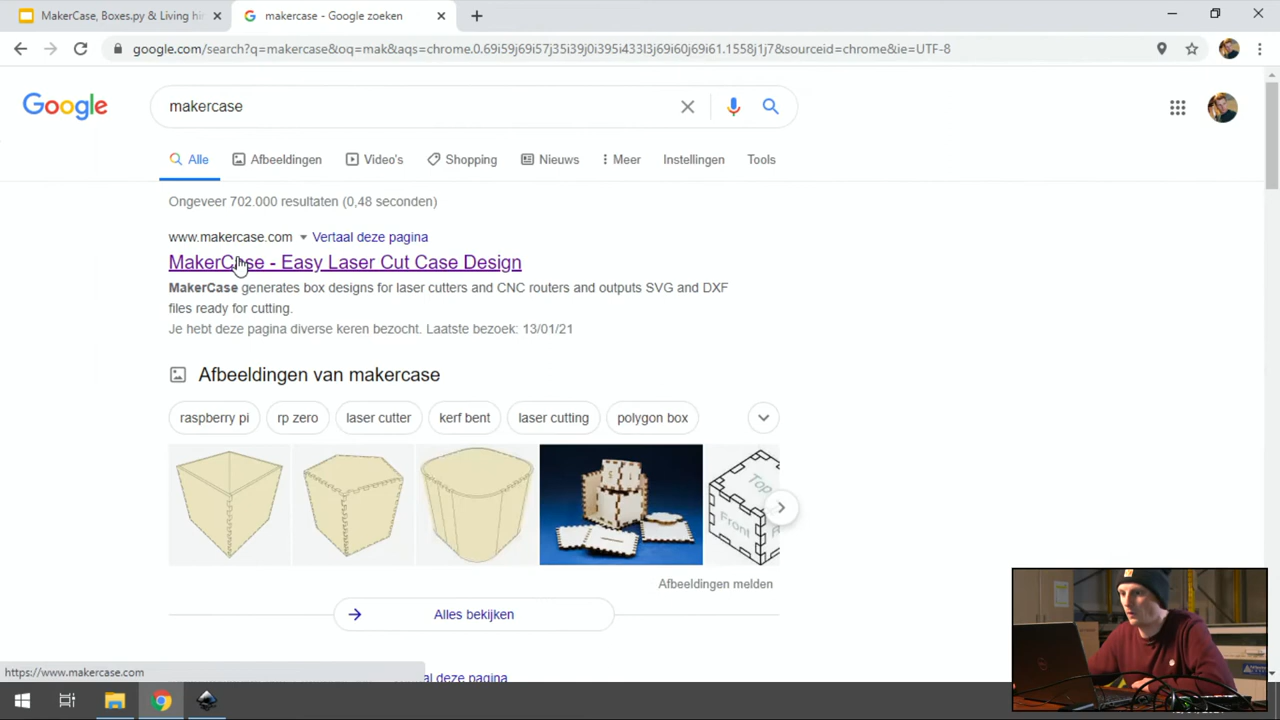 MakerCase, Boxes.py & Living hi
makercase - Google zoeken
google.com/search?q=makercase&oq=mak&aqs=chrome.0.69i59j69i57j35i39j0i395i433l3j69i60j69i61.1558j1j7&sourceid=chrome&ie=UTF-8
Google
makercase
Alle
Afbeeldingen
Video's
Shopping
Nieuws
Meer
Instellingen
Tools
Ongeveer 702.000 resultaten (0,48 seconden)
www.makercase.com
Vertaal deze pagina
MakerCase - Easy Laser Cut Case Design
MakerCase generates box designs for laser cutters and CNC routers and outputs SVG and DXF
files ready for cutting.
Je hebt deze pagina diverse keren bezocht. Laatste bezoek: 13/01/21
Afbeeldingen van makercase
raspberry pi
rp zero
laser cutter
kerf bent
laser cutting
polygon box
Top
Front
Afbeeldingen melden
Alles bekijken
https://www.makercase.com
al deze pagina